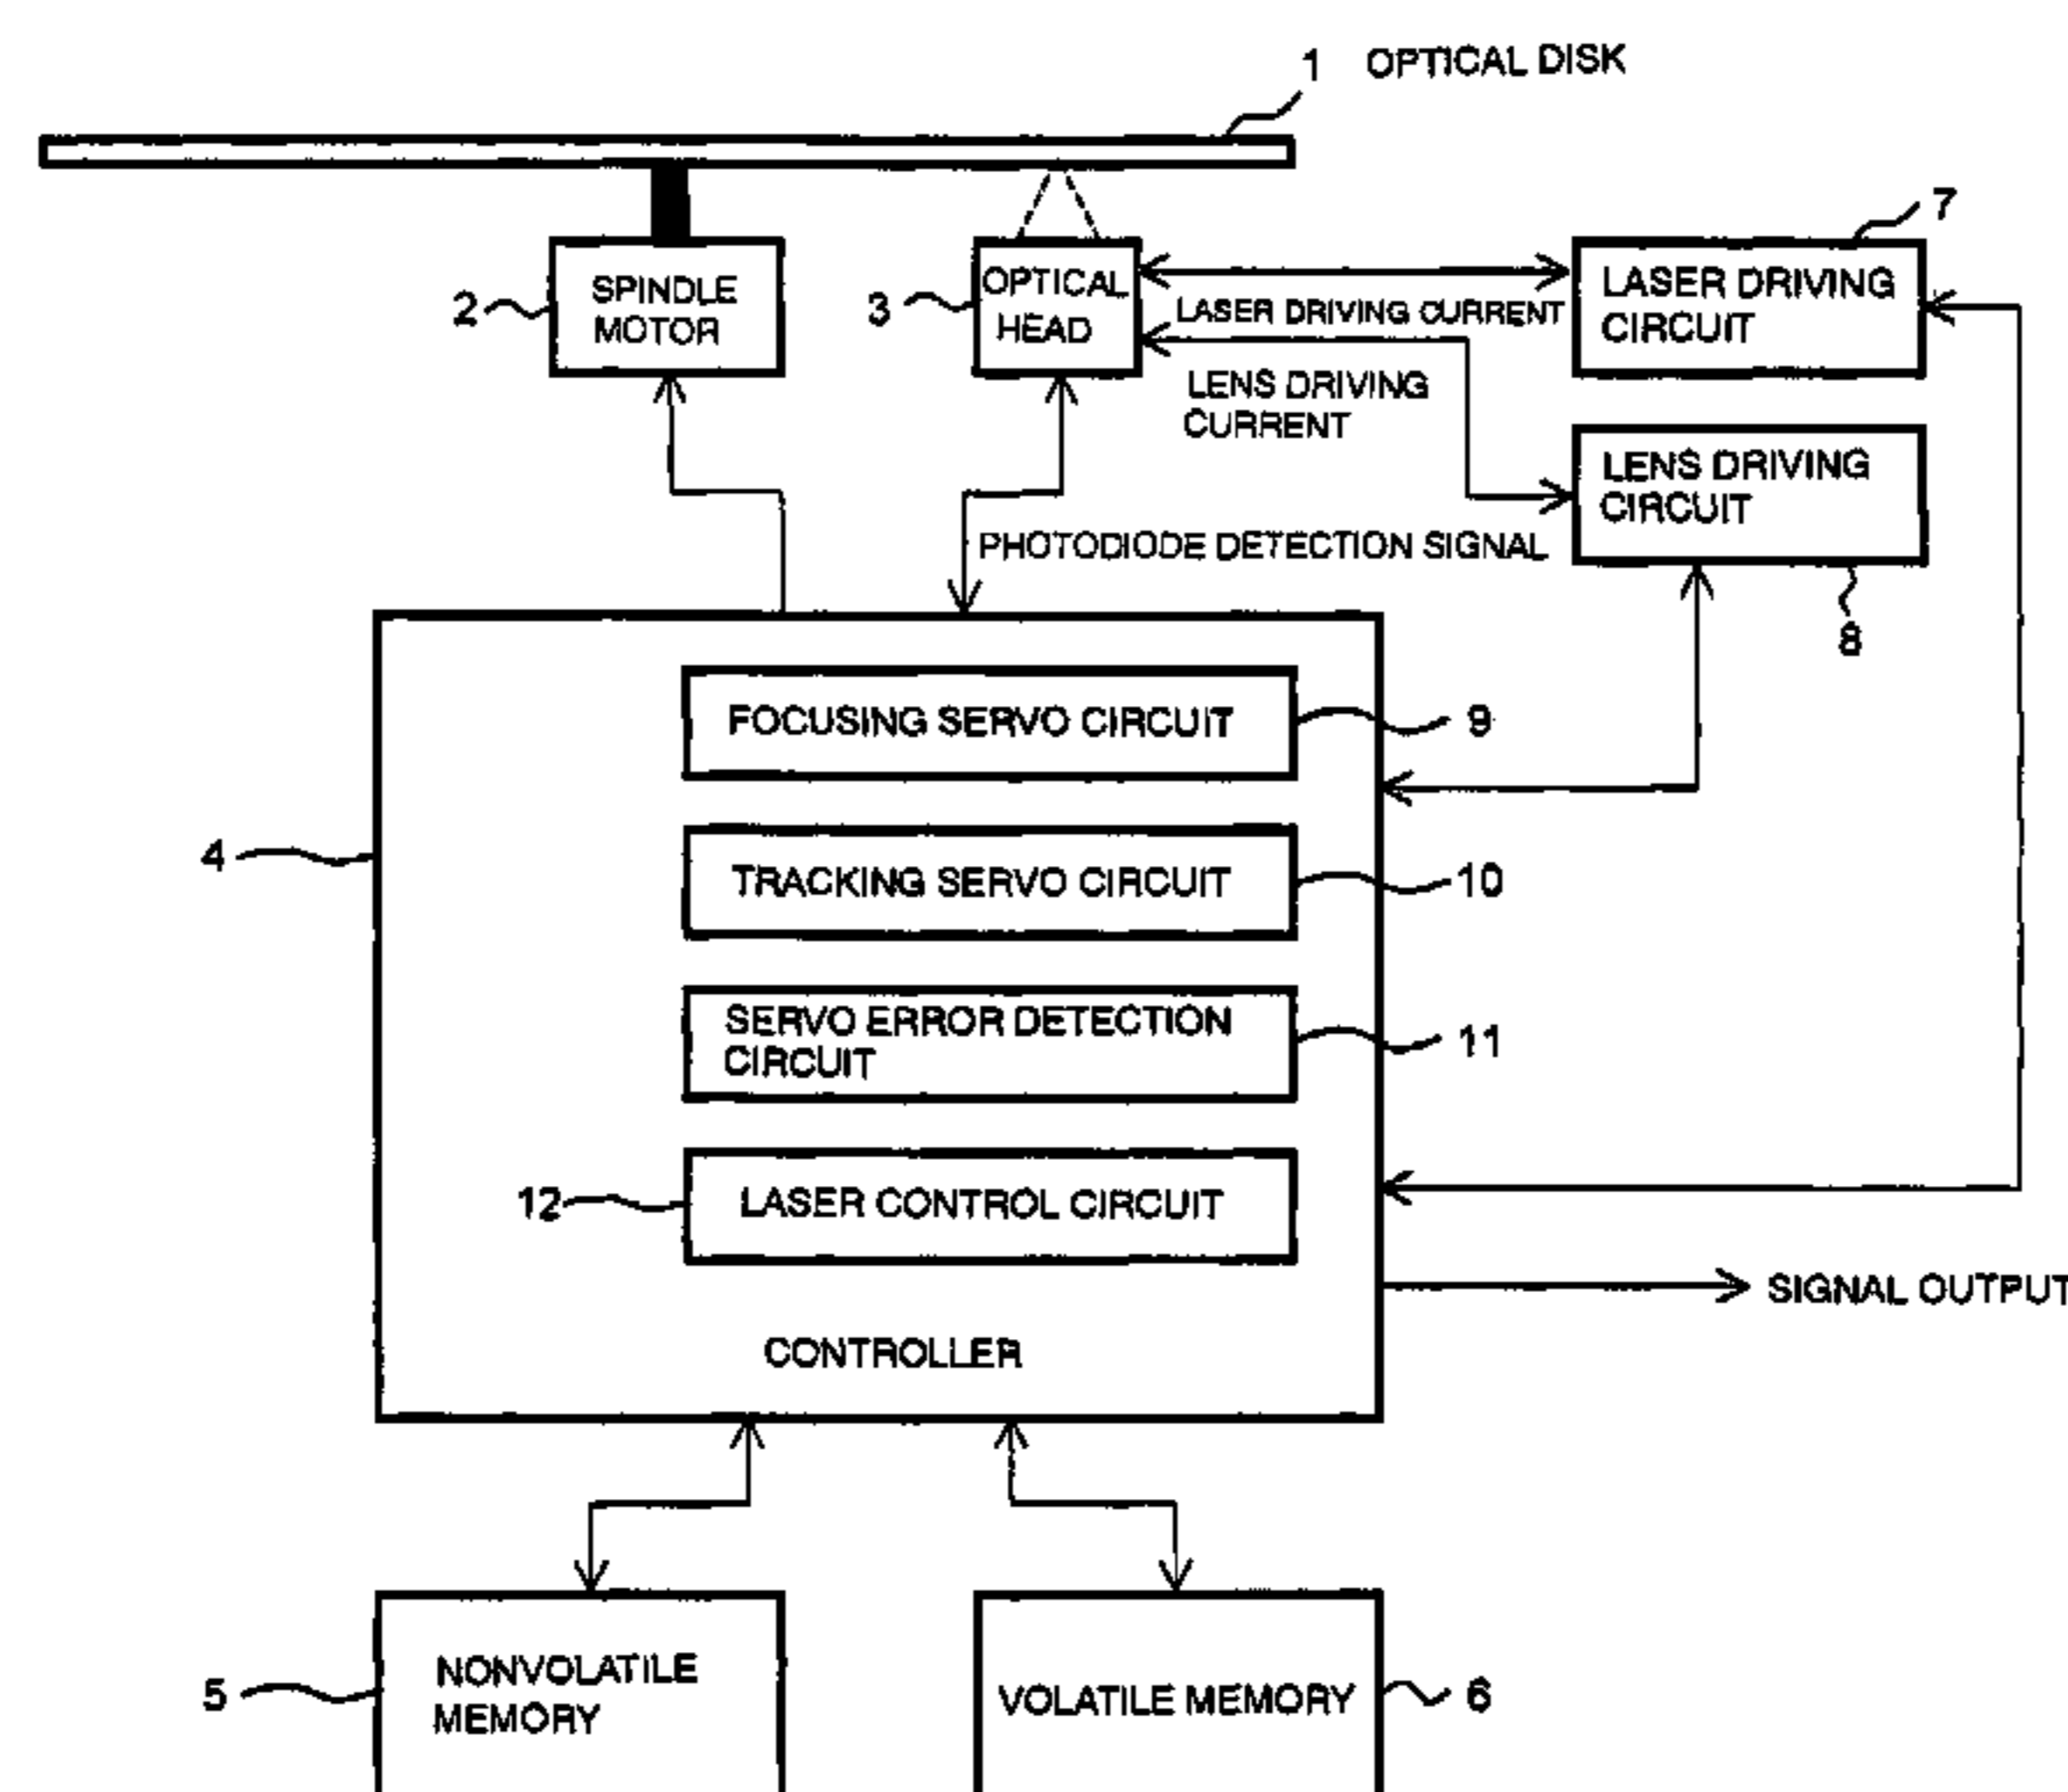 1 OPTICAL DISK
7
2
SPINDLE
MOTOR
3
OPTICAL
HEAD
LASER DRIVING CURRENT
LASER DRIVING
CIRCUIT
LENS DRIVING
CURRENT
LENS DRIVING
CIRCUIT
8
PHOTODIODE DETECTION SIGNAL
4
FOCUSING SERVO CIRCUIT
9
TRACKING SERVO CIRCUIT
10
SERVO ERROR DETECTION
CIRCUIT
11
12
LASER CONTROL CIRCUIT
SIGNAL OUTPUT
CONTROLLER
5
NONVOLATILE
MEMORY
VOLATILE MEMORY
6